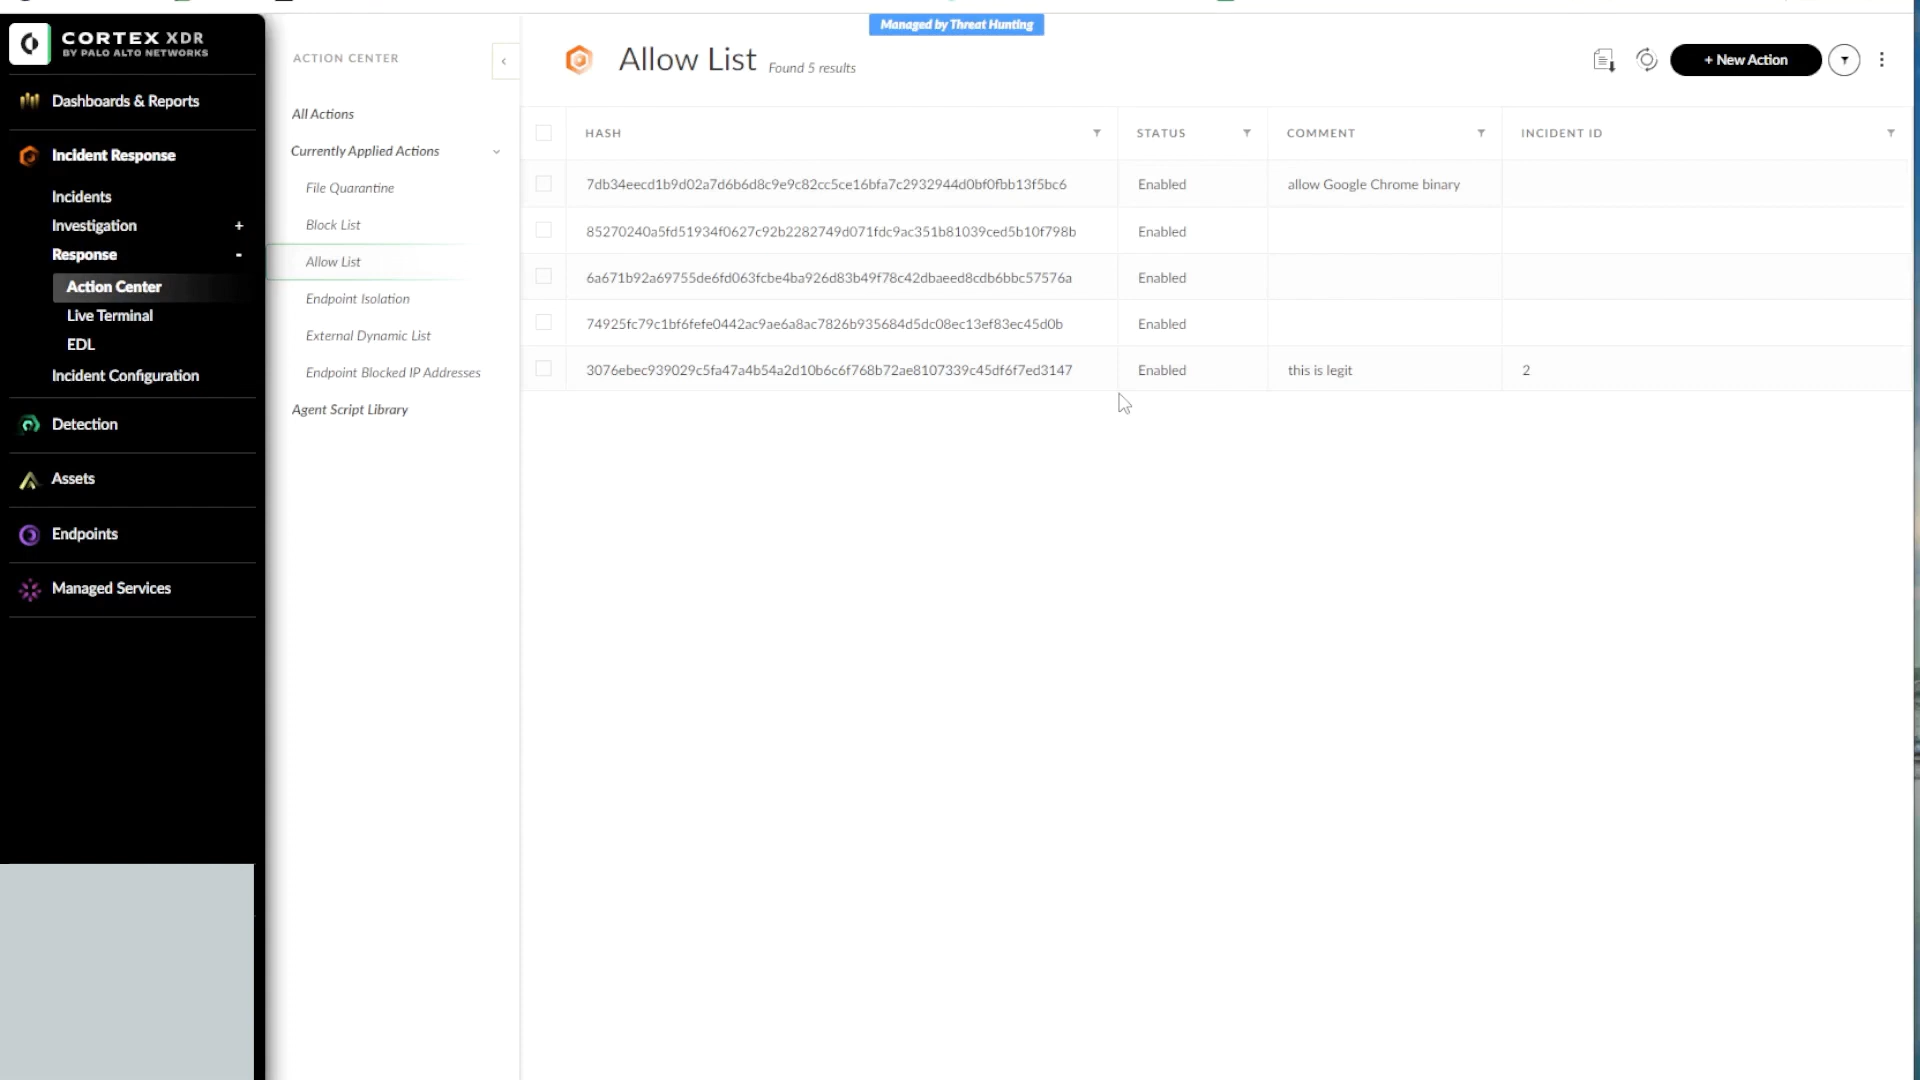 CORTEX XDR
BY PALO ALTO NETWORKS
Dashboards & Reports
Incident Response
Incidents
Investigation +
Response -
Action Center
Live Terminal
EDL
Incident Configuration
Detection
Assets
Endpoints
Managed Services
ACTION CENTER
All Actions
Currently Applied Actions
File Quarantine
Block List
Allow List
Endpoint Isolation
External Dynamic List
Endpoint Blocked IP Addresses
Agent Script Library
Managed by Threat Hunting
Allow List Found 5 results
+ New Action
HASH STATUS COMMENT INCIDENT ID
7db34eecd1b9d02a7d6b6d8c9e9c82cc5ce16bfa7c2932944d0bf0fbb13f5bc6 Enabled allow Google Chrome binary
85270240a5fd51934f0627c92b2282749d071fdc9ac351b81039ced5b10f798b Enabled
6a671b92a69755de6fd063fcbe4ba926d83b49f78c42dbaeed8cdb6bbc57576a Enabled
74925fc79c1bf6fefe0442ac9ae6a8ac7826b935684d5dc08ec13ef83ec45d0b Enabled
3076ebec939029c5fa47a4b54a2d10b6c6f768b72ae8107339c45df6f7ed3147 Enabled this is legit 2